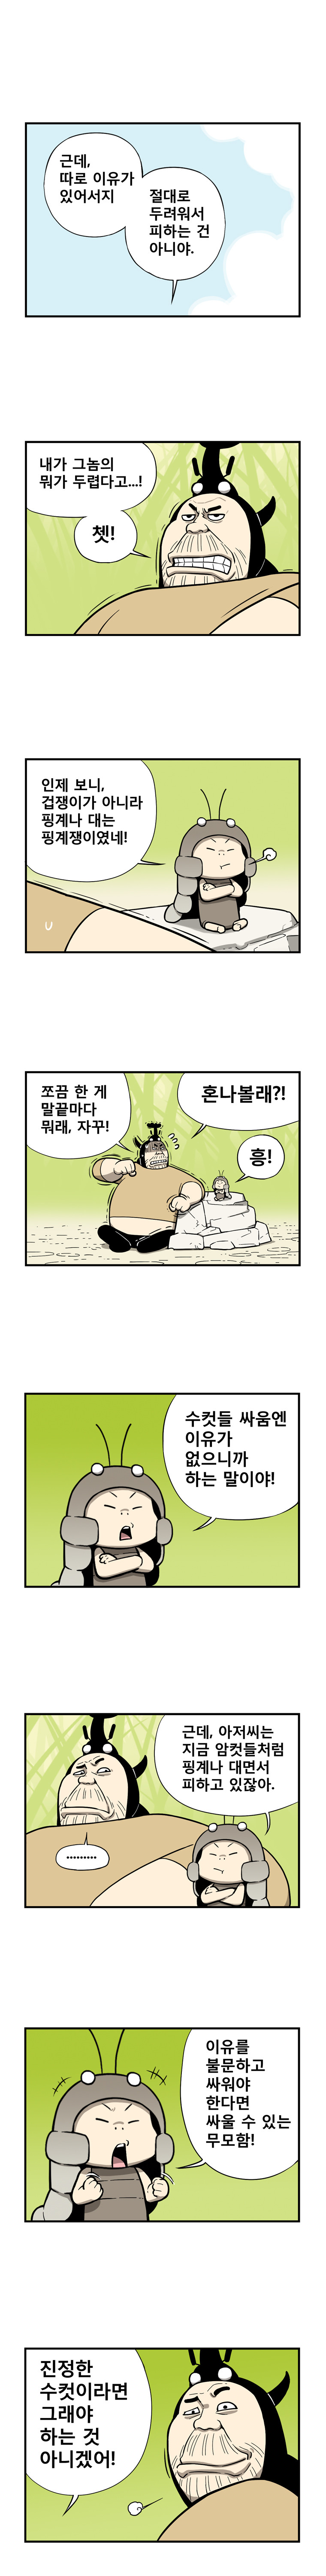 근데,
따로 이유가
있어서지
절대로
두려워서
피하는 건
아니야.
내가 그놈의
뭐가 두렵다고...!
쳇!
인제 보니,
겁쟁이가 아니라
핑계나 대는
핑계쟁이였네!
쪼끔 한 게
말끝마다
뭐래, 자꾸!
혼나볼래?!
흥!
수컷들 싸움엔
이유가
없으니까
하는 말이야!
근데, 아저씨는
지금 암컷들처럼
핑계나 대면서
피하고 있잖아.
·········
이유를
불문하고
싸워야
한다면
싸울 수 있는
무모함!
진정한
수컷이라면
그래야
하는 것
아니겠어!